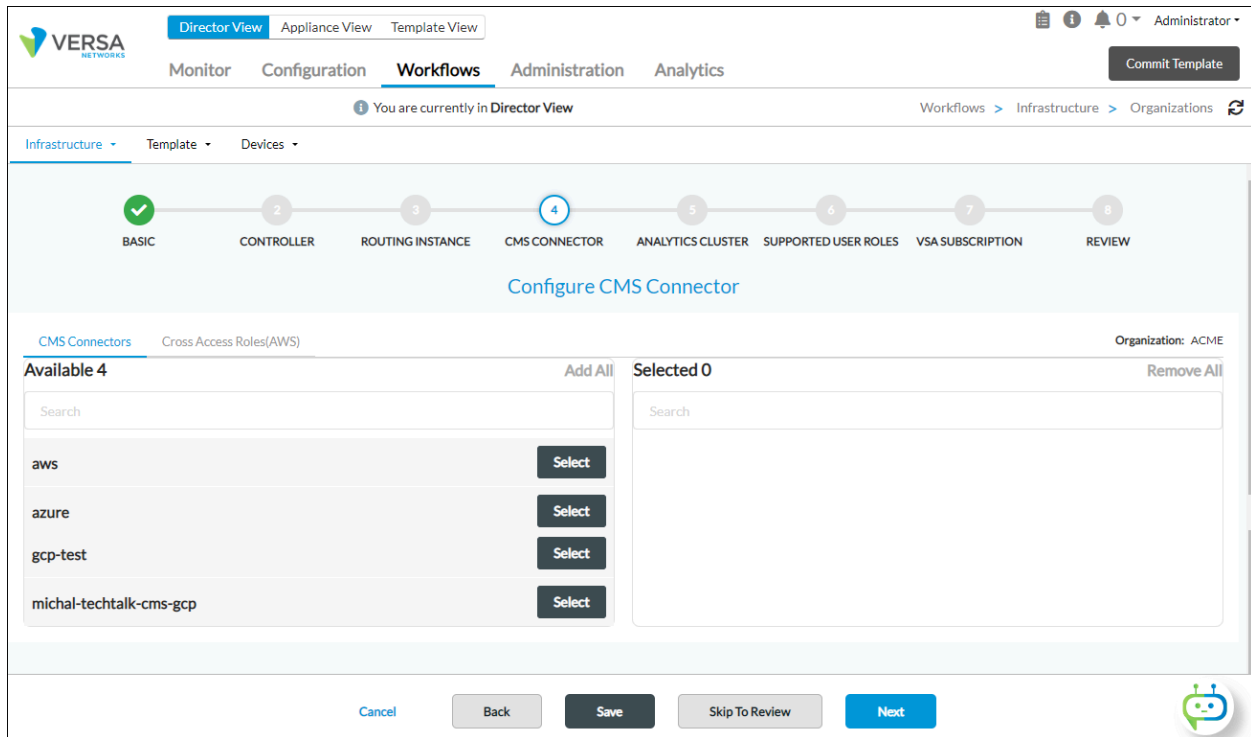 VERSA
NETWORKS
Director View Appliance View Template View
0 Administrator
Monitor Configuration Workflows Administration Analytics
Commit Template
You are currently in Director View
Workflows > Infrastructure > Organizations
Infrastructure Template Devices
2 3 4 5 6 7 8
BASIC CONTROLLER ROUTING INSTANCE CMS CONNECTOR ANALYTICS CLUSTER SUPPORTED USER ROLES VSA SUBSCRIPTION REVIEW
Configure CMS Connector
CMS Connectors Cross Access Roles(AWS) Organization: ACME
Available 4 Add All Selected 0 Remove All
Search Search
aws Select
azure Select
gcp-test Select
michal-techtalk-cms-gcp Select
Cancel Back Save Skip To Review Next